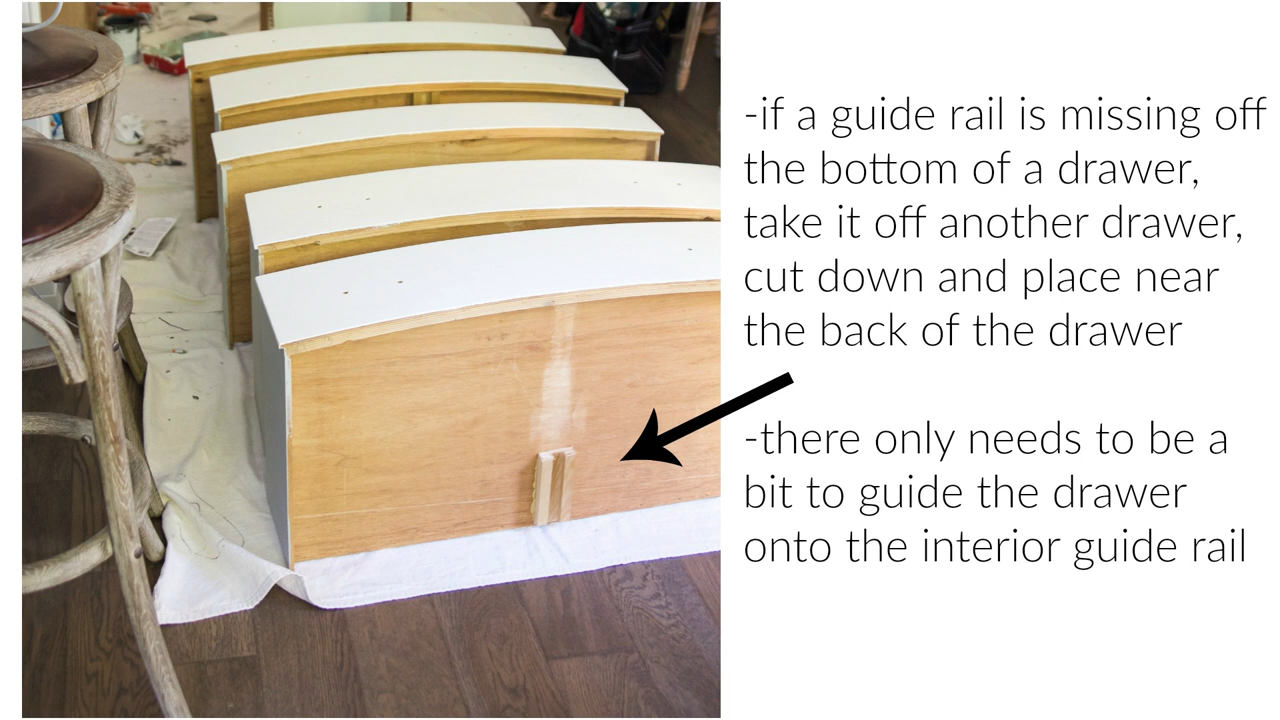 -if a guide rail is missing off
the bottom of a drawer,
take it off another drawer,
cut down and place near
the back of the drawer
-there only needs to be a
bit to guide the drawer
onto the interior guide rail